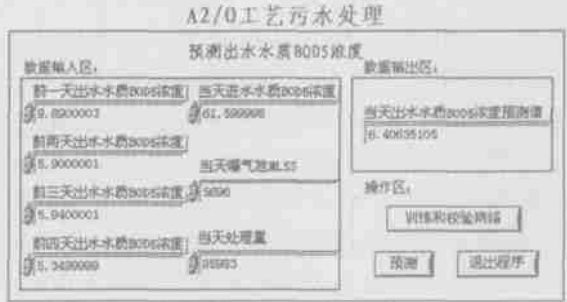 A2/O工艺污水处理
预测出水水质BOD5浓度
数据输入区:
前一天出水水质BOD5浓度
9.8900003
前两天出水水质BOD5浓度
5.9000001
前三天出水水质BOD5浓度
5.9400001
前四天出水水质BOD5浓度
当天进水水质BOD5浓度
61.599998
当天曝气池MLSS
当天处理量
数据输出区:
当天出水水质BOD5浓度预测值
6.40635105
操作区:
训练和校验网络
预测
退出程序